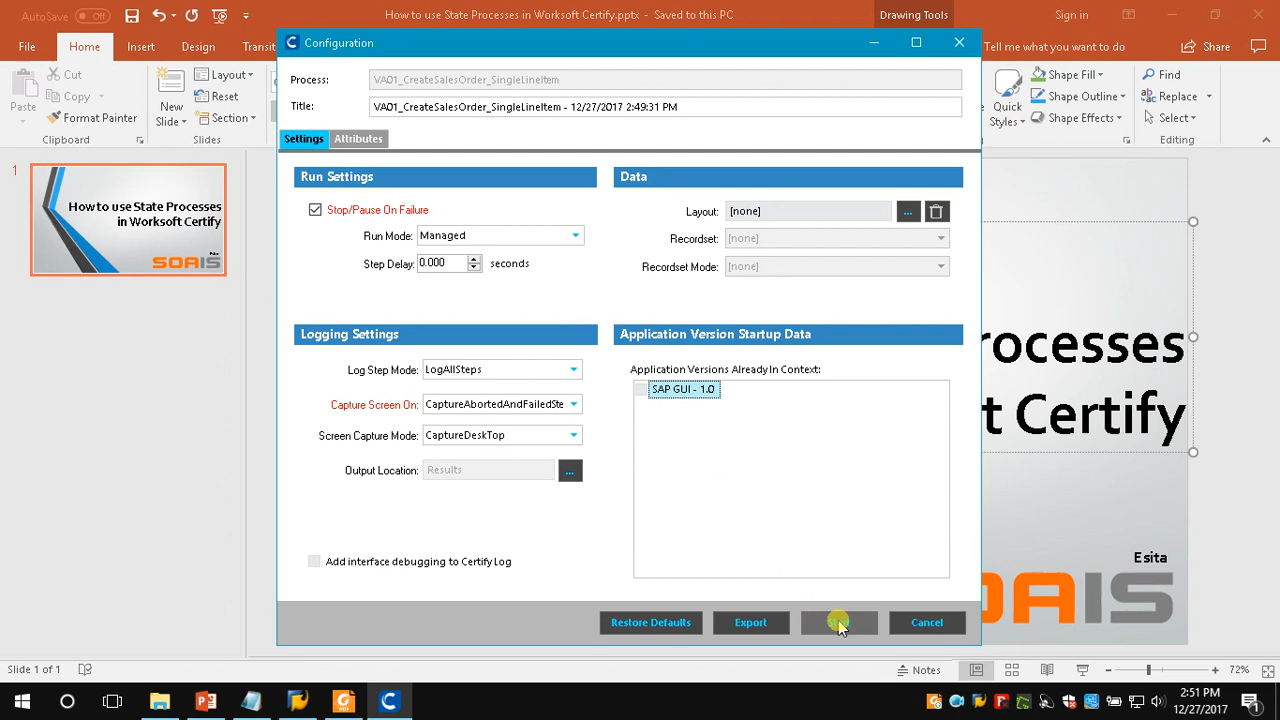 AutoSave Off
How to use State Processes in Worksoft Certify.pptx - Saved to this PC
Drawing Tools
Sign in
File
Home
Insert
Design
Transit
Tell me what you want to do
Share
Paste
Cut
Copy
Format Painter
Clipboard
New Slide
Layout
Reset
Section
Slides
Quick Styles
Shape Fill
Shape Outline
Shape Effects
Find
Replace
Select
Editing
1
How to use State Processes
in Worksoft Certify
SOAIS
Configuration
Process:
VA01_CreateSalesOrder_SingleLineItem
Title:
VA01_CreateSalesOrder_SingleLineItem - 12/27/2017 2:49:31 PM
Settings
Attributes
Run Settings
Stop/Pause On Failure
Run Mode: Managed
Step Delay: 0.000 seconds
Data
Layout: [none] ...
Recordset: [none]
Recordset Mode: [none]
Logging Settings
Log Step Mode: LogAllSteps
Capture Screen On: CaptureAbortedAndFailedSte
Screen Capture Mode: CaptureDeskTop
Output Location: Results ...
Add interface debugging to Certify Log
Application Version Startup Data
Application Versions Already In Context:
SAP GUI - 1.0
Restore Defaults
Export
Cancel
rocesses
t Certify
Esita
OAIS
Slide 1 of 1
Notes
72%
2:51 PM
12/27/2017
1